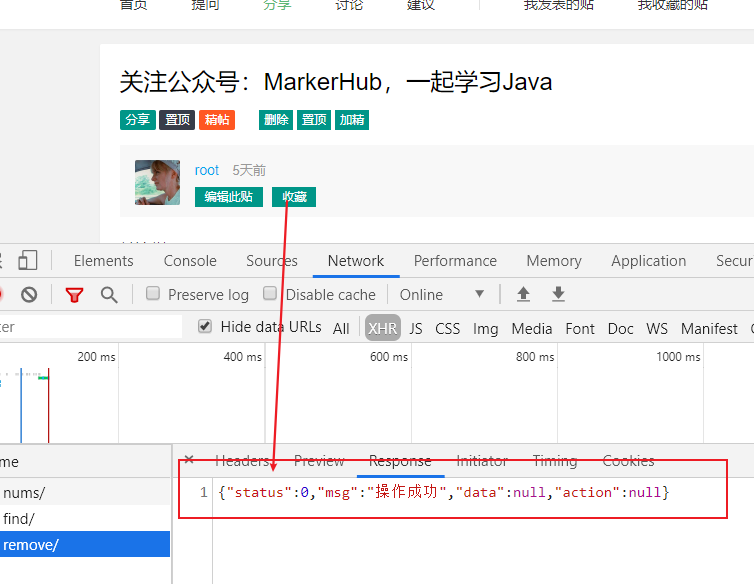 首页 提问 分享 讨论 建议 我发表的贴 我收藏的贴
关注公众号：MarkerHub，一起学习Java
分享 置顶 精帖 删除 置顶 加精
root 5天前
编辑此贴 收藏
Elements Console Sources Network Performance Memory Application Secur
Preserve log Disable cache Online
ter Hide data URLs All XHR JS CSS Img Media Font Doc WS Manifest
200 ms 400 ms 600 ms 800 ms 1000 ms
me Headers Preview Response Initiator Timing Cookies
1 {"status":0,"msg":"操作成功","data":null,"action":null}
nums/
find/
remove/